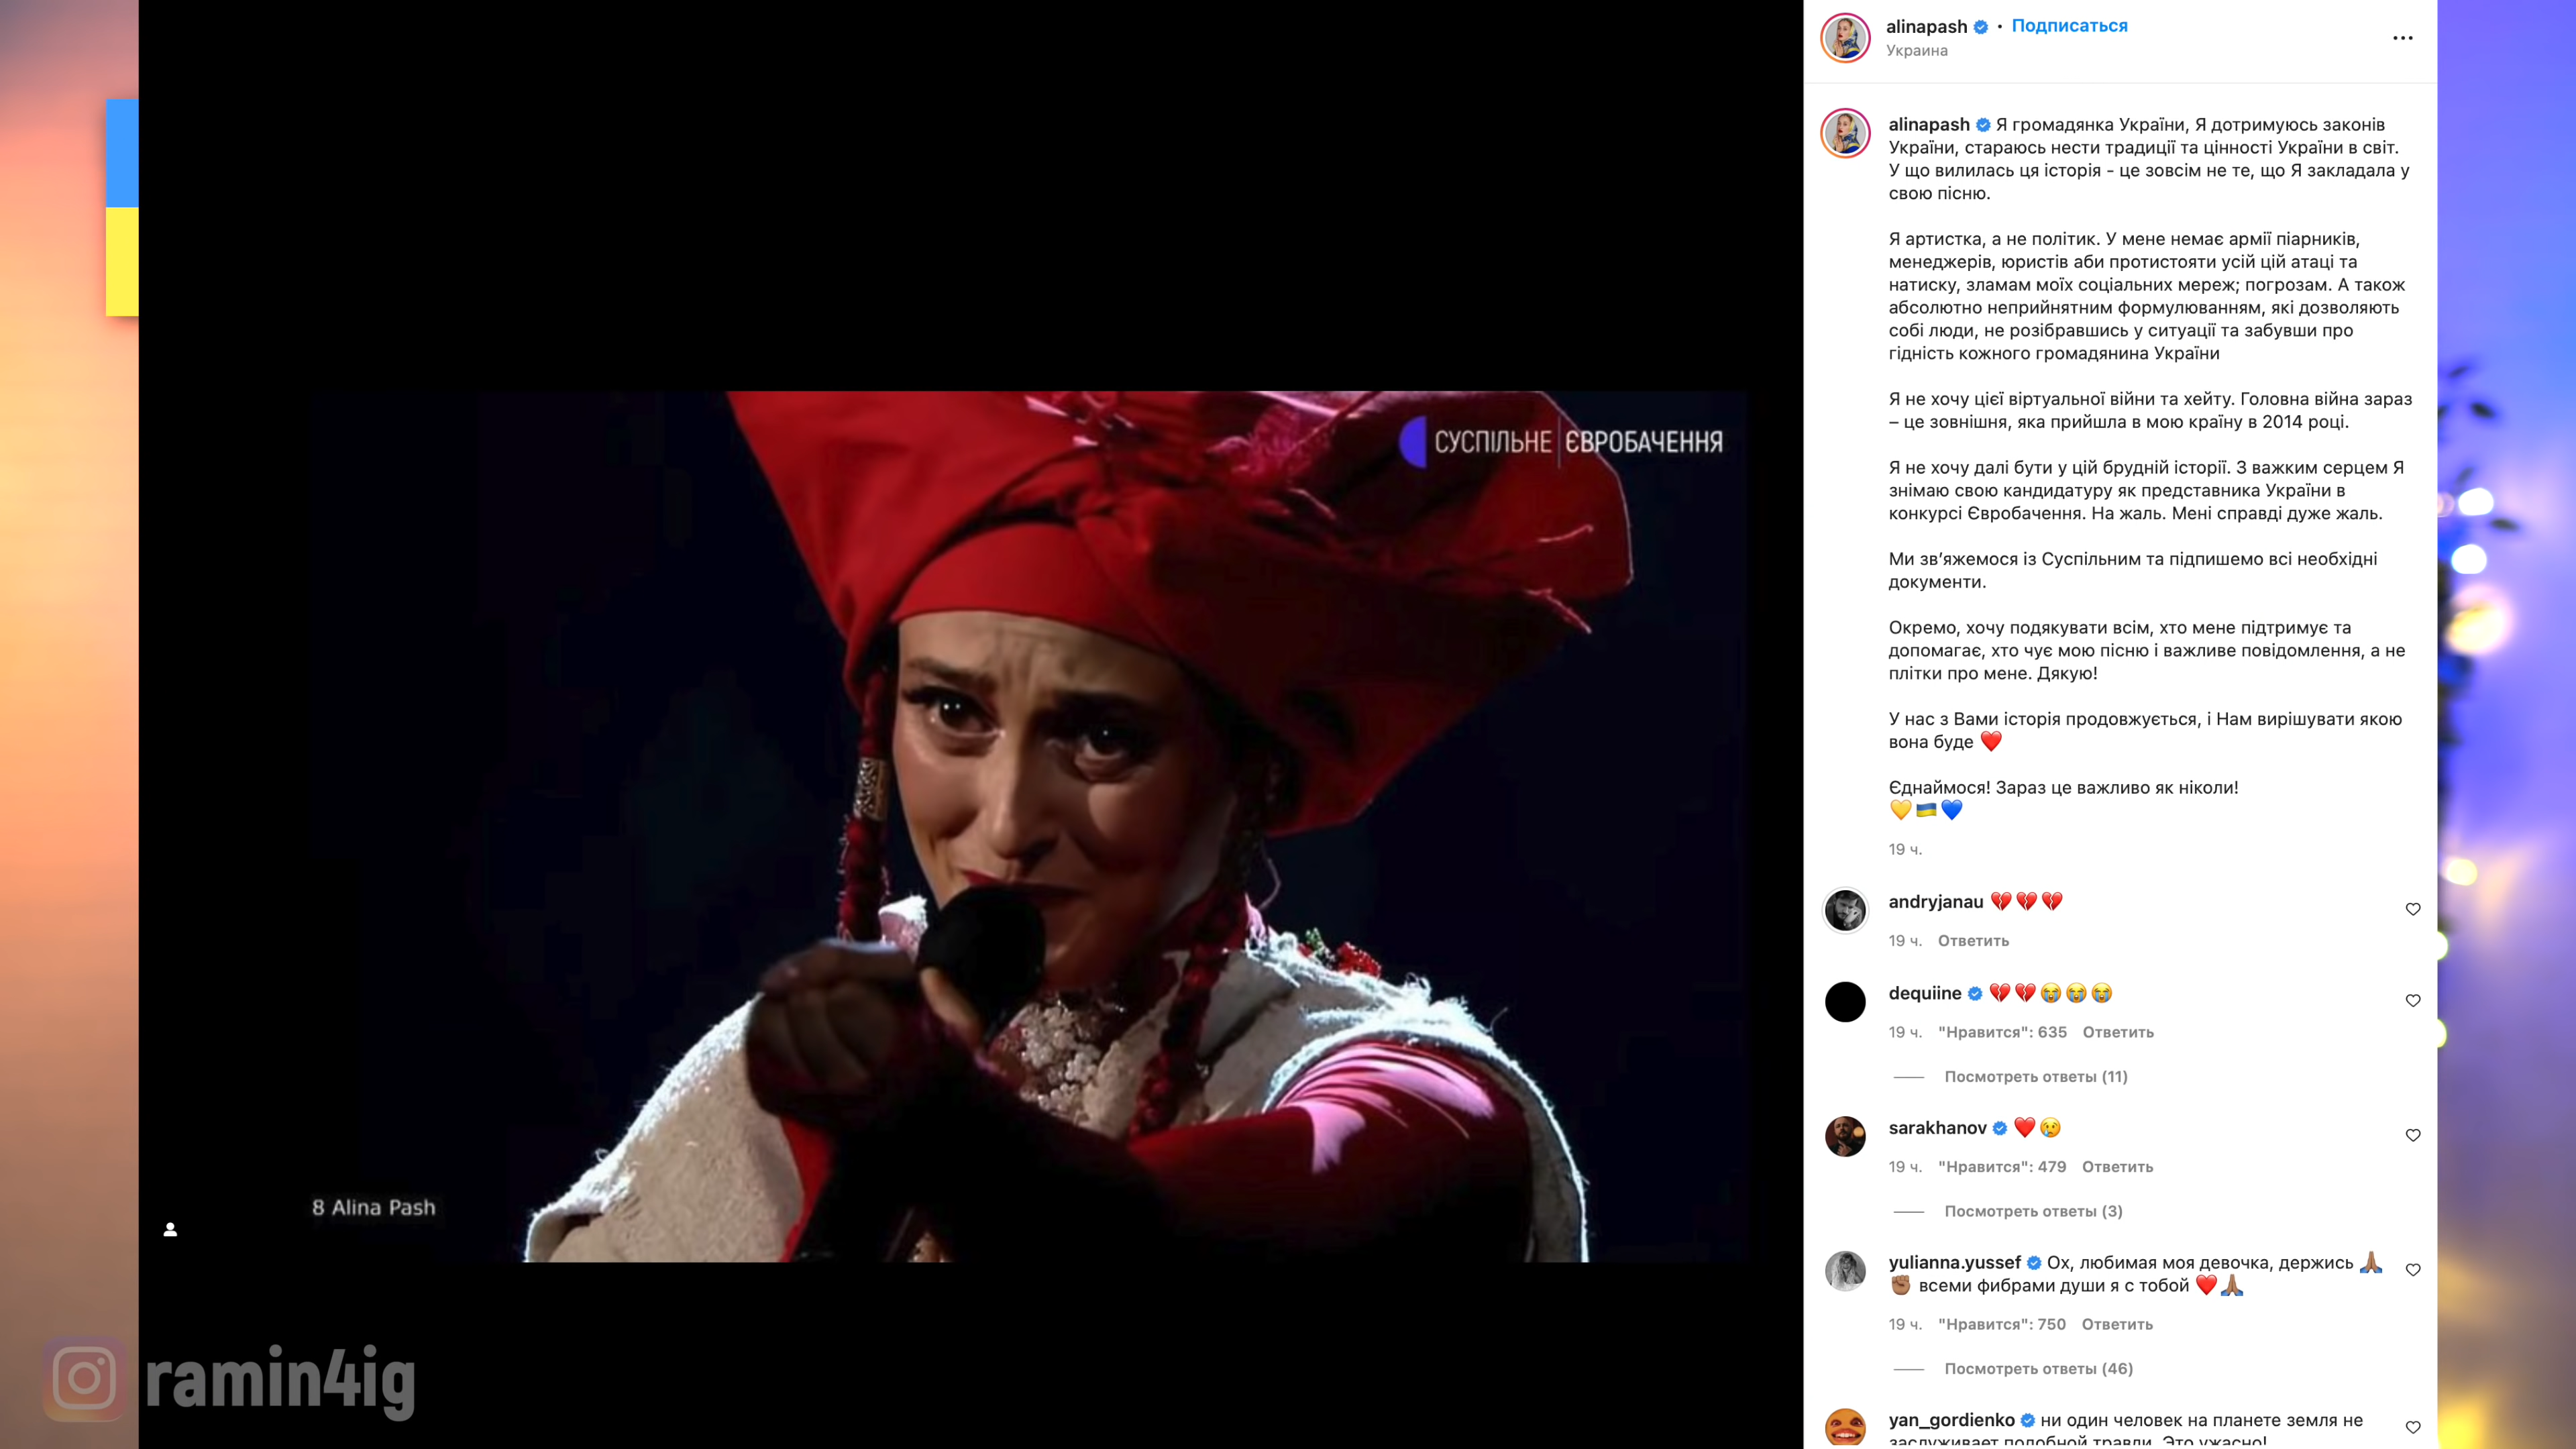 alinapash • Подписаться
Украина
alinapash Я громадянка України, Я дотримуюсь законів
України, стараюсь нести традиції та цінності України в світ.
У що вилилась ця історія - це зовсім не те, що Я закладала у
свою пісню.
Я артистка, а не політик. У мене немає армії піарників,
менеджерів, юристів аби протистояти усій цій атаці та
натиску, зламам моїх соціальних мереж; погрозам. А також
абсолютно неприйнятним формулюванням, які дозволяють
собі люди, не розібравшись у ситуації та забувши про
гідність кожного громадянина України
Я не хочу цієї віртуальної війни та хейту. Головна війна зараз
– це зовнішня, яка прийшла в мою країну в 2014 році.
Я не хочу далі бути у цій брудній історії. З важким серцем Я
знімаю свою кандидатуру як представника України в
конкурсі Євробачення. На жаль. Мені справді дуже жаль.
Ми зв’яжемося із Суспільним та підпишемо всі необхідні
документи.
Окремо, хочу подякувати всім, хто мене підтримує та
допомагає, хто чує мою пісню і важливе повідомлення, а не
плітки про мене. Дякую!
У нас з Вами історія продовжується, і Нам вирішувати якою
вона буде ❤️
Єднаймося! Зараз це важливо як ніколи!
💛🇺🇦💙
19 ч.
andryjanau 💔💔💔
19 ч. Ответить
dequiine 💔💔😭😭😭
19 ч. "Нравится": 635 Ответить
Посмотреть ответы (11)
sarakhanov ❤️😢
19 ч. "Нравится": 479 Ответить
Посмотреть ответы (3)
yulianna.yussef Ох, любимая моя девочка, держись 🙏🏽
✊🏽 всеми фибрами души я с тобой ❤️🙏🏽
19 ч. "Нравится": 750 Ответить
Посмотреть ответы (46)
yan_gordienko ни один человек на планете земля не
заслуживает подобной травли. Это ужасно!
СУСПІЛЬНЕ ЄВРОБАЧЕННЯ
8 Alina Pash
ramin4ig